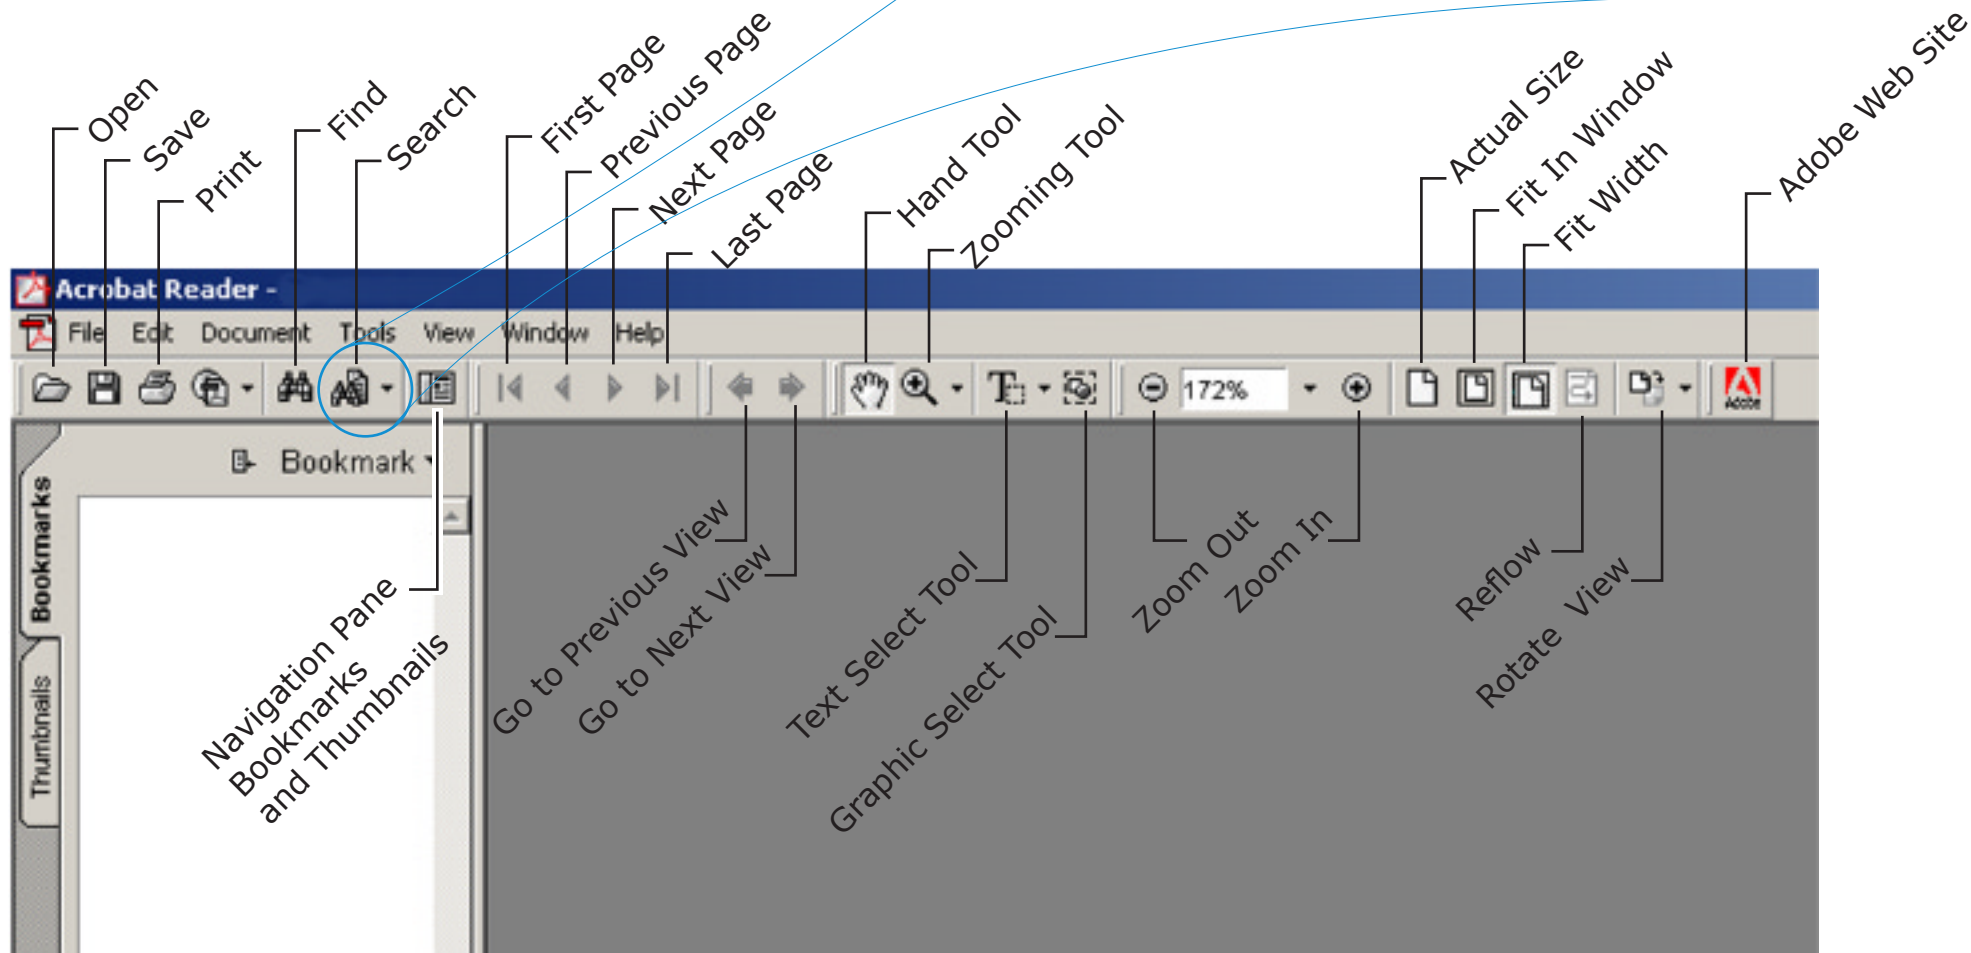 Open
Save
Print
Find
Search
First Page
Previous Page
Next Page
Last Page
Hand Tool
Zooming Tool
Actual Size
Fit In Window
Fit Width
Adobe Web Site
Acrobat Reader -
File Edit Document Tools View Window Help
172%
Adobe
Bookmark
Bookmarks
Thumbnails
Navigation Pane
Bookmarks
and Thumbnails
Go to Previous View
Go to Next View
Text Select Tool
Graphic Select Tool
Zoom Out
Zoom In
Reflow
Rotate View